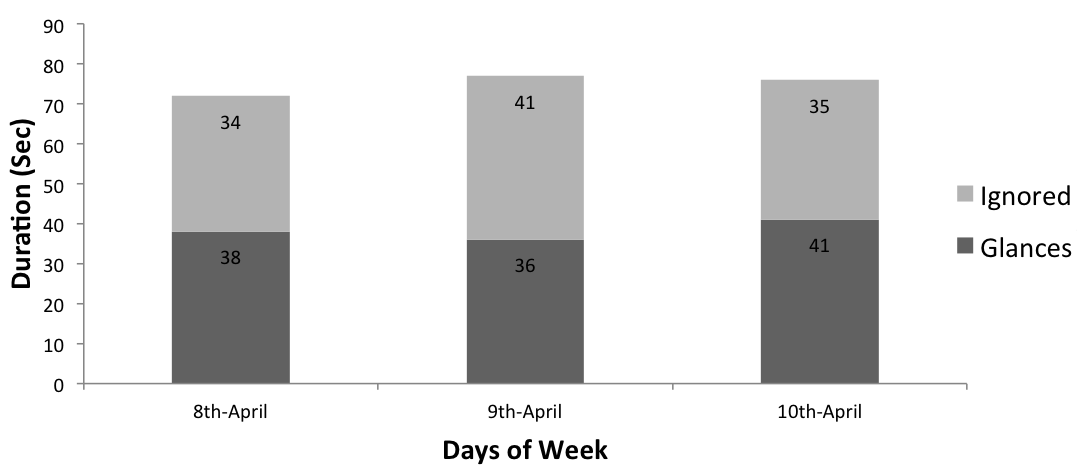 90
80
70
60
50
40
30
20
10
0
Duration (Sec)
34
41
35
38
36
41
8th-April
9th-April
10th-April
Days of Week
Ignored
Glances